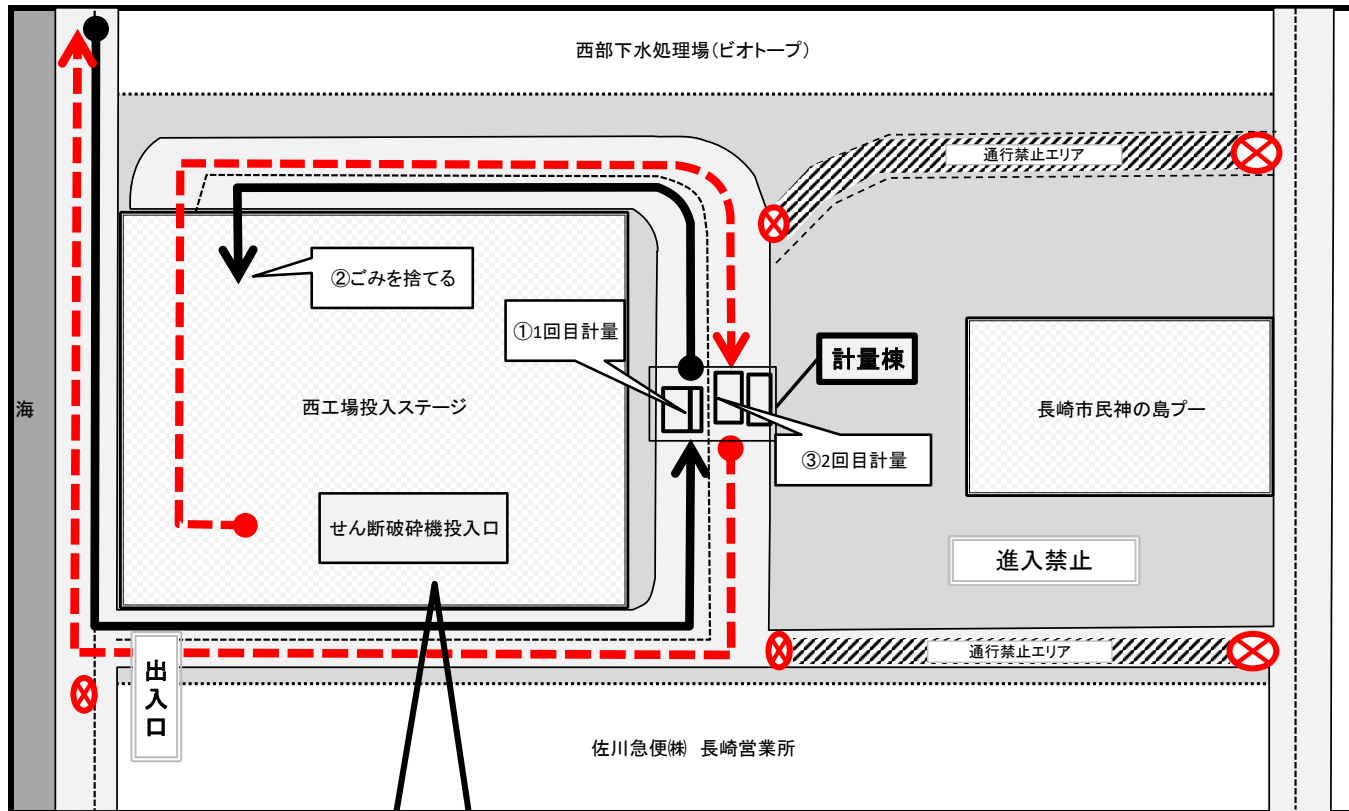 西部下水処理場(ビオトープ)
通行禁止エリア
②ごみを捨てる
①1回目計量
計量棟
海
西工場投入ステージ
長崎市民神の島プー
③2回目計量
せん断破砕機投入口
進入禁止
通行禁止エリア
出
入
口
佐川急便㈱ 長崎営業所